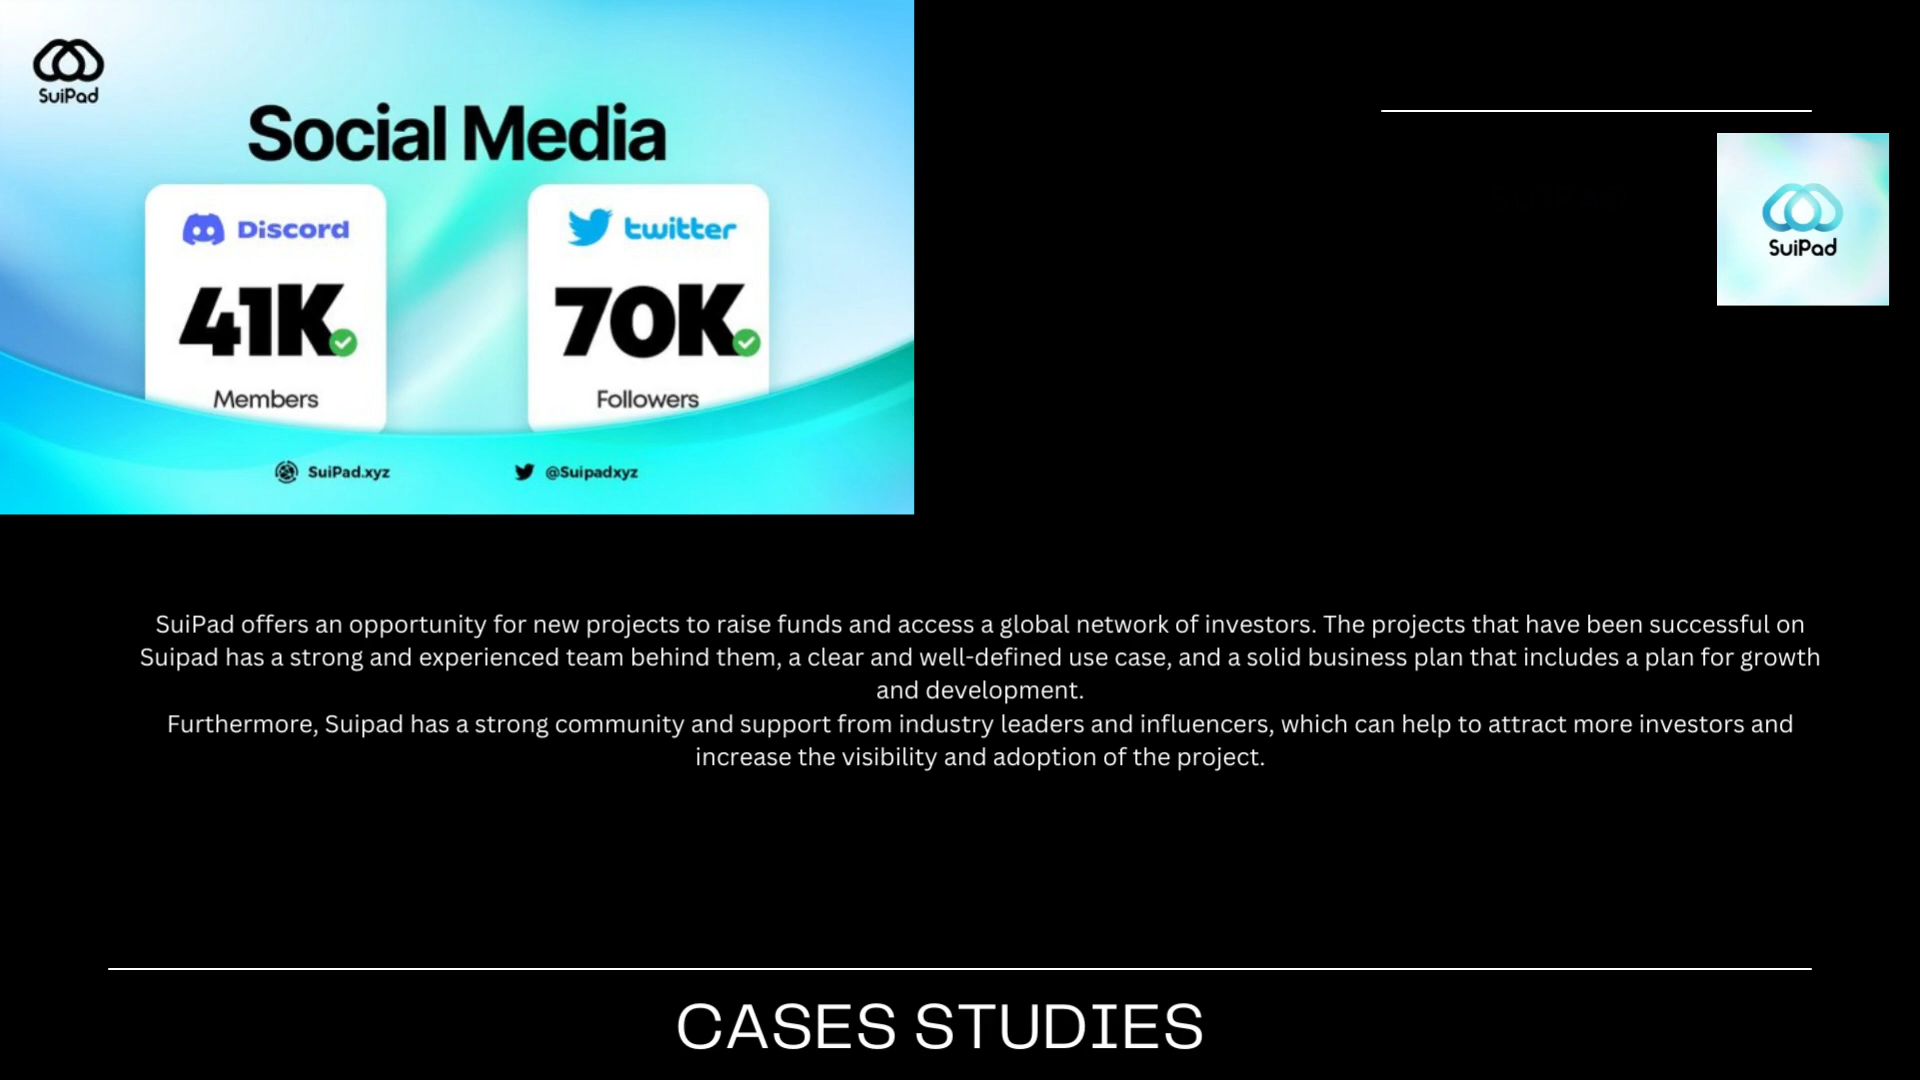 SuiPad
Social Media
Discord
twitter
41K
70K
Members
Followers
SuiPad.xyz
@Suipadxyz
SuiPad
SuiPad offers an opportunity for new projects to raise funds and access a global network of investors. The projects that have been successful on
Suipad has a strong and experienced team behind them, a clear and well-defined use case, and a solid business plan that includes a plan for growth
and development.
Furthermore, Suipad has a strong community and support from industry leaders and influencers, which can help to attract more investors and
increase the visibility and adoption of the project.
CASES STUDIES